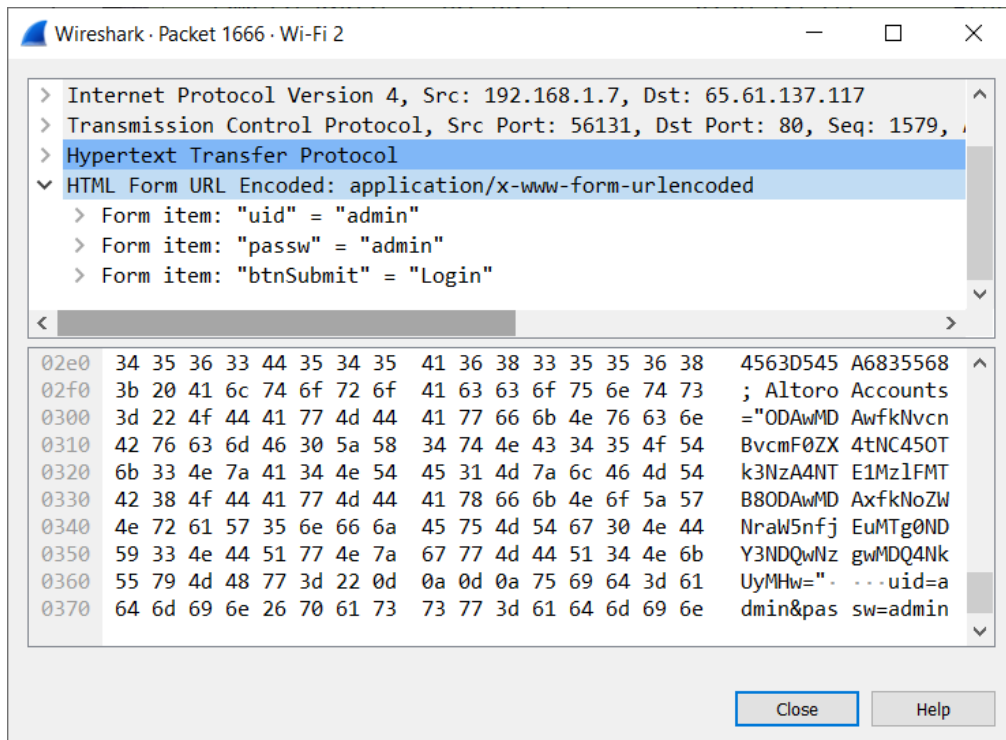 Wireshark · Packet 1666 · Wi-Fi 2
Internet Protocol Version 4, Src: 192.168.1.7, Dst: 65.61.137.117
Transmission Control Protocol, Src Port: 56131, Dst Port: 80, Seq: 1579,
Hypertext Transfer Protocol
HTML Form URL Encoded: application/x-www-form-urlencoded
Form item: "uid" = "admin"
Form item: "passw" = "admin"
Form item: "btnSubmit" = "Login"
02e0 34 35 36 33 44 35 34 35 41 36 38 33 35 35 36 38 4563D545 A6835568
02f0 3b 20 41 6c 74 6f 72 6f 41 63 63 6f 75 6e 74 73 ; Altoro Accounts
0300 3d 22 4f 44 41 77 4d 44 41 77 66 6b 4e 76 63 6e ="ODAwMD AwfkNvcn
0310 42 76 63 6d 46 30 5a 58 34 74 4e 43 34 35 4f 54 BvcmF0ZX 4tNC45OT
0320 6b 33 4e 7a 41 34 4e 54 45 31 4d 7a 6c 46 4d 54 k3NzA4NT E1MzlFMT
0330 42 38 4f 44 41 77 4d 44 41 78 66 6b 4e 6f 5a 57 B8ODAwMD AxfkNoZW
0340 4e 72 61 57 35 6e 66 6a 45 75 4d 54 67 30 4e 44 NraW5nfj EuMTg0ND
0350 59 33 4e 44 51 77 4e 7a 67 77 4d 44 51 34 4e 6b Y3NDQwNz gwMDQ4Nk
0360 55 79 4d 48 77 3d 22 0d 0a 0d 0a 75 69 64 3d 61 UyMHw="· ···uid=a
0370 64 6d 69 6e 26 70 61 73 73 77 3d 61 64 6d 69 6e dmin&pas sw=admin
Close Help